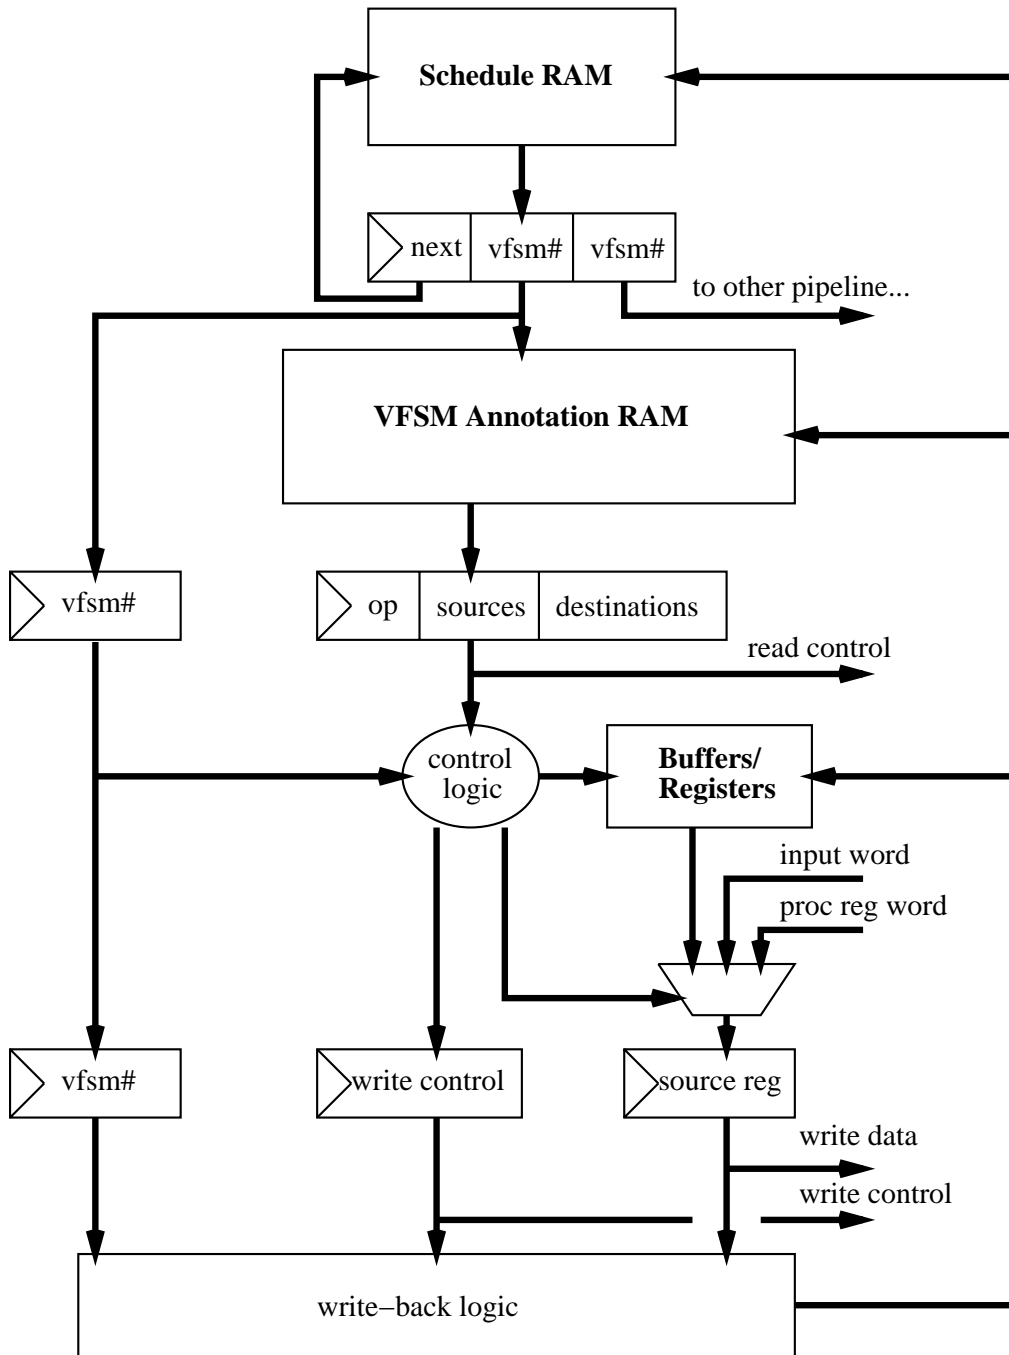 Schedule RAM
next
vfsm#
vfsm#
to other pipeline...
VFSM Annotation RAM
vfsm#
op
sources
destinations
read control
control
logic
Buffers/
Registers
input word
proc reg word
vfsm#
write control
source reg
write data
write control
write−back logic